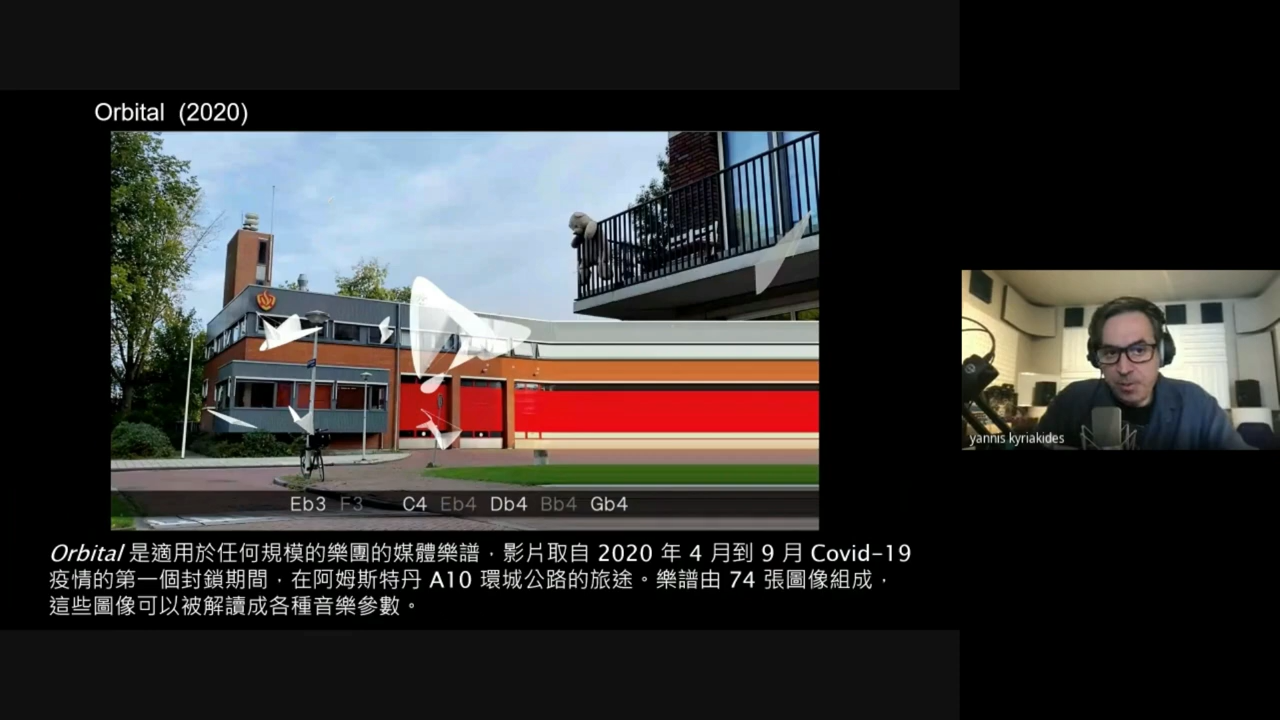 Orbital (2020)
Eb3 F3 C4 Eb4 Db4 Bb4 Gb4
Orbital 是適用於任何規模的樂團的媒體樂譜，影片取自 2020 年 4 月到 9 月 Covid-19
疫情的第一個封鎖期間，在阿姆斯特丹 A10 環城公路的旅途。樂譜由 74 張圖像組成，
這些圖像可以被解讀成各種音樂參數。
yannis kyriakides